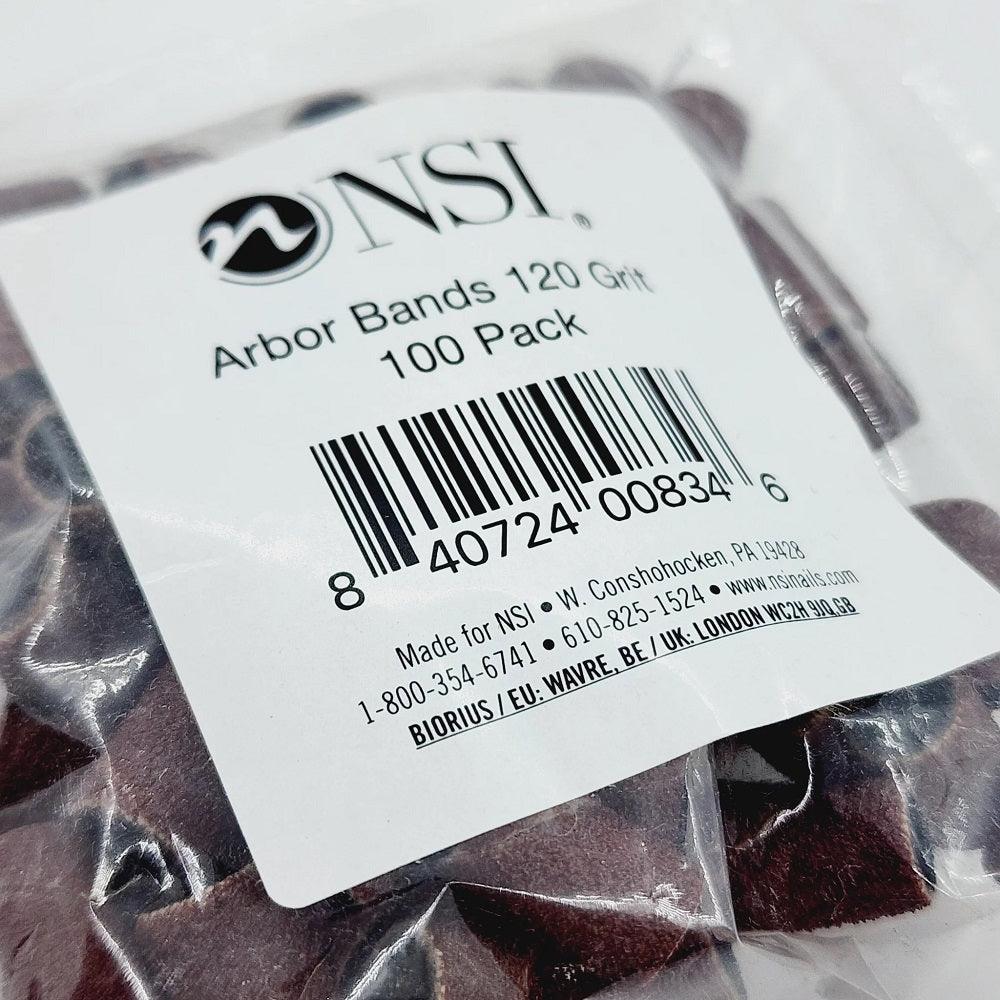 n NSI®
Arbor Bands 120 Grit
100 Pack
8 40724 00834 6
Made for NSI • W. Conshohocken, PA 19428
1-800-354-6741 • 610-825-1524 • www.nsinails.com
BIORIUS / EU: WAVRE, BE / UK: LONDON WC2H 9JQ,GB